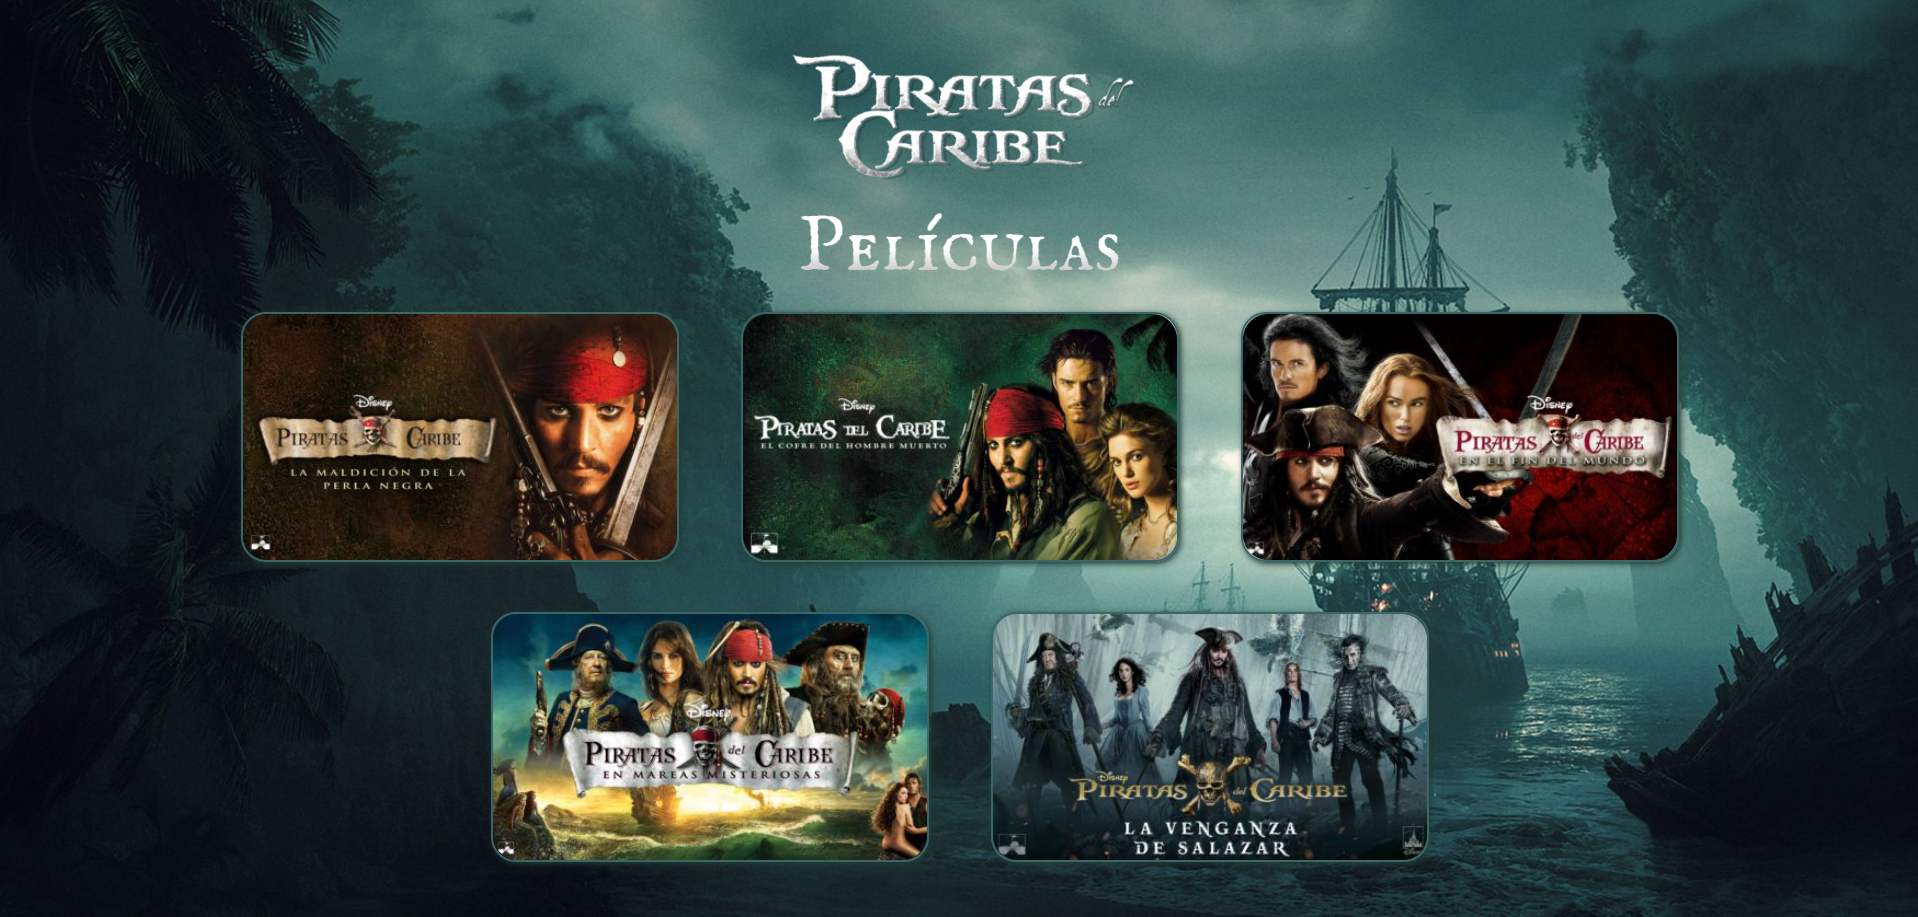 PIRATAS del
CARIBE
PELÍCULAS
DISNEY
PIRATAS CARIBE
LA MALDICIÓN DE LA
PERLA NEGRA
DISNEY
PIRATAS DEL CARIBE
EL COFRE DEL HOMBRE MUERTO
DISNEY
PIRATAS del CARIBE
EN EL FIN DEL MUNDO
DISNEY
PIRATAS del CARIBE
EN MAREAS MISTERIOSAS
DISNEY
PIRATAS del CARIBE
LA VENGANZA
DE SALAZAR